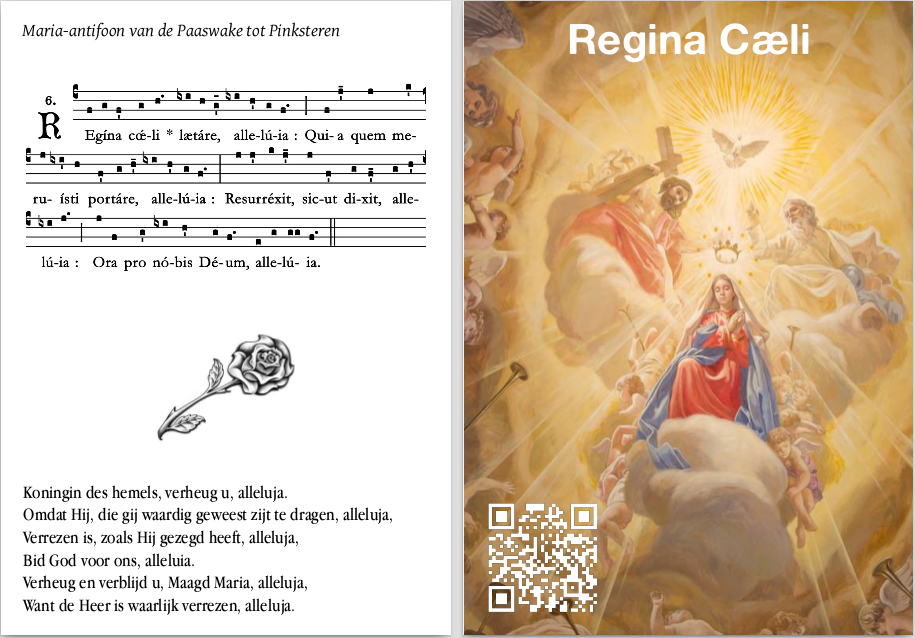 Maria-antifoon van de Paaswake tot Pinksteren
6.
REgína cœ́-li * lætáre, alle-lú-ia : Qui-a quem me-
ru- ísti portáre, alle-lú-ia : Resurréxit, sic-ut di-xit, alle-
lú-ia : Ora pro nó-bis Dé-um, alle-lú- ia.
Koningin des hemels, verheug u, alleluja.
Omdat Hij, die gij waardig geweest zijt te dragen, alleluja,
Verrezen is, zoals Hij gezegd heeft, alleluja,
Bid God voor ons, alleluia.
Verheug en verblijd u, Maagd Maria, alleluja,
Want de Heer is waarlijk verrezen, alleluja.
Regina Cæli